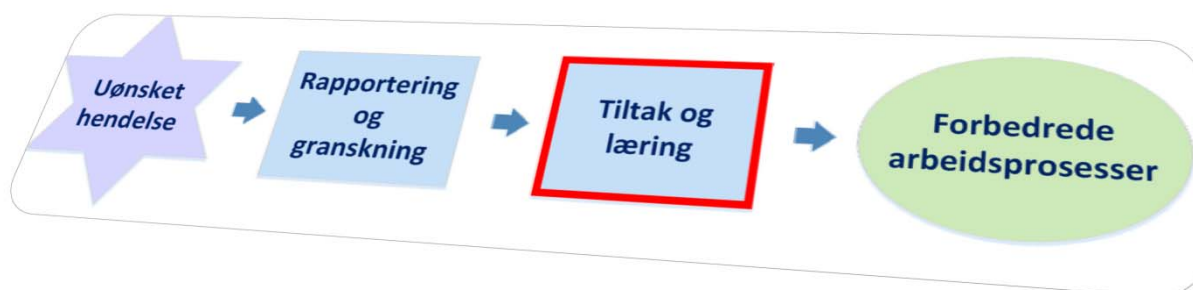 Uønsket
hendelse
Rapportering
og
granskning
Tiltak og
læring
Forbedrede
arbeidsprosesser